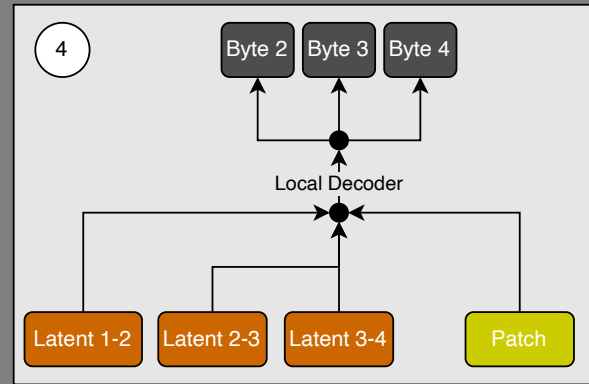 4
Byte 2 Byte 3 Byte 4
Local Decoder
Latent 1-2 Latent 2-3 Latent 3-4 Patch